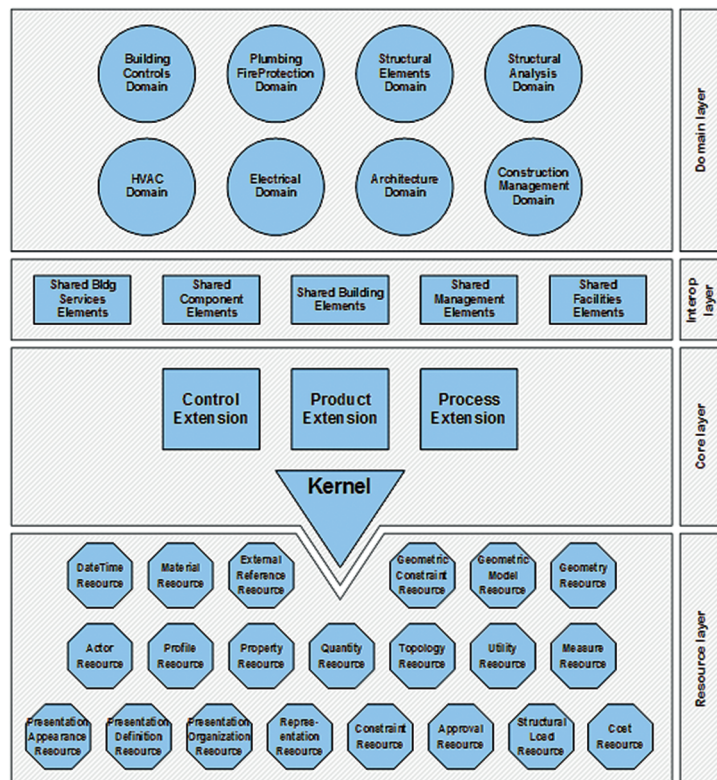 Building
Controls
Domain
Plumbing
FireProtection
Domain
Structural
Elements
Domain
Structural
Analysis
Domain
HVAC
Domain
Electrical
Domain
Architecture
Domain
Construction
Management
Domain
Domain layer
Shared Bldg
Services
Elements
Shared
Component
Elements
Shared Building
Elements
Shared
Management
Elements
Shared
Facilities
Elements
Interop
layer
Control
Extension
Product
Extension
Process
Extension
Kernel
Core layer
DateTime
Resource
Material
Resource
External
Reference
Resource
Geometric
Constraint
Resource
Geometric
Model
Resource
Geometry
Resource
Actor
Resource
Profile
Resource
Property
Resource
Quantity
Resource
Topology
Resource
Utility
Resource
Measure
Resource
Presentation
Appearance
Resource
Presentation
Definition
Resource
Presentation
Organization
Resource
Repre-
sentation
Resource
Constraint
Resource
Approval
Resource
Structural
Load
Resource
Cost
Resource
Resource layer